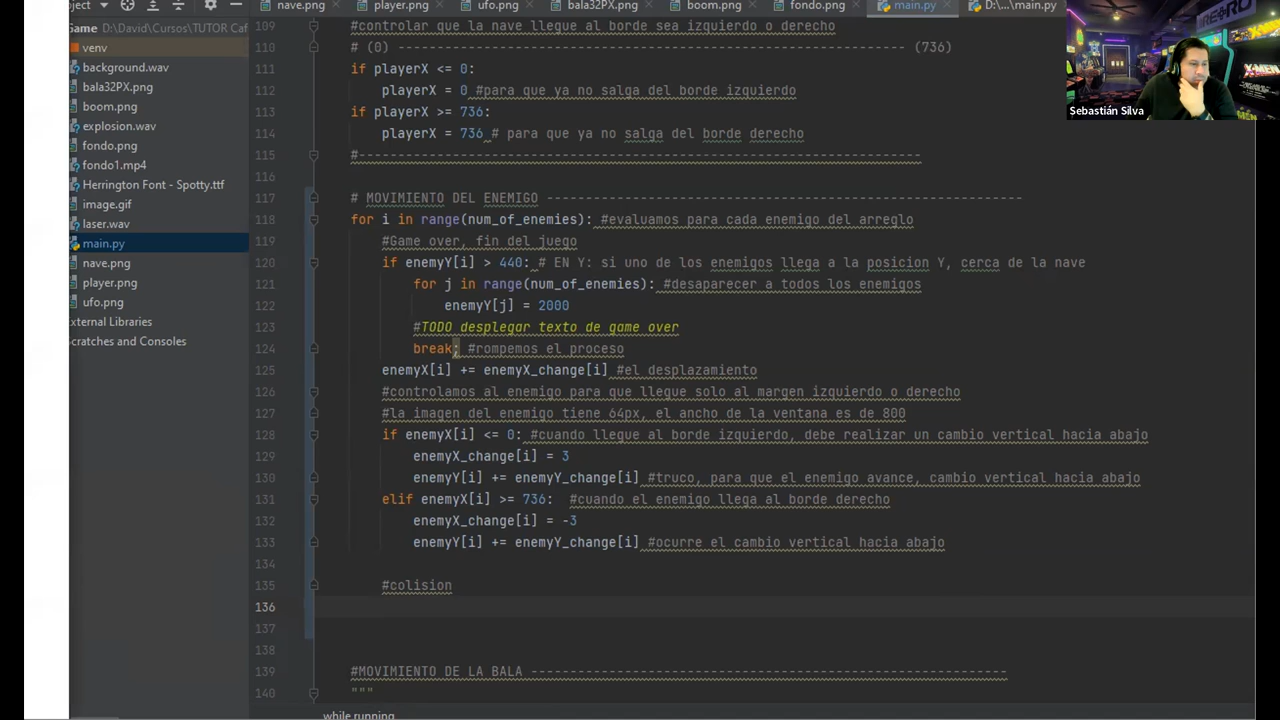 oject
nave.png
player.png
ufo.png
bala32PX.png
boom.png
fondo.png
main.py
D:\...\main.py
Game D:\David\Cursos\TUTOR Caf
venv
background.wav
bala32PX.png
boom.png
explosion.wav
fondo.png
fondo1.mp4
Herrington Font - Spotty.ttf
image.gif
laser.wav
main.py
nave.png
player.png
ufo.png
xternal Libraries
cratches and Consoles
109 #controlar que la nave llegue al borde sea izquierdo o derecho
110 # (0) ----------------------------------------------------------------- (736)
111 if playerX <= 0:
112 playerX = 0 #para que ya no salga del borde izquierdo
113 if playerX >= 736:
114 playerX = 736 # para que ya no salga del borde derecho
115 #------------------------------------------------------------------------
116
117 # MOVIMIENTO DEL ENEMIGO -------------------------------------------------------------
118 for i in range(num_of_enemies): #evaluamos para cada enemigo del arreglo
119 #Game over, fin del juego
120 if enemyY[i] > 440: # EN Y: si uno de los enemigos llega a la posicion Y, cerca de la nave
121 for j in range(num_of_enemies): #desaparecer a todos los enemigos
122 enemyY[j] = 2000
123 #TODO desplegar texto de game over
124 break; #rompemos el proceso
125 enemyX[i] += enemyX_change[i] #el desplazamiento
126 #controlamos al enemigo para que llegue solo al margen izquierdo o derecho
127 #la imagen del enemigo tiene 64px, el ancho de la ventana es de 800
128 if enemyX[i] <= 0: #cuando llegue al borde izquierdo, debe realizar un cambio vertical hacia abajo
129 enemyX_change[i] = 3
130 enemyY[i] += enemyY_change[i] #truco, para que el enemigo avance, cambio vertical hacia abajo
131 elif enemyX[i] >= 736: #cuando el enemigo llega al borde derecho
132 enemyX_change[i] = -3
133 enemyY[i] += enemyY_change[i] #ocurre el cambio vertical hacia abajo
134
135 #colision
136
137
138
139 #MOVIMIENTO DE LA BALA -------------------------------------------------------------
140 """
while running
Sebastián Silva
X-MEN